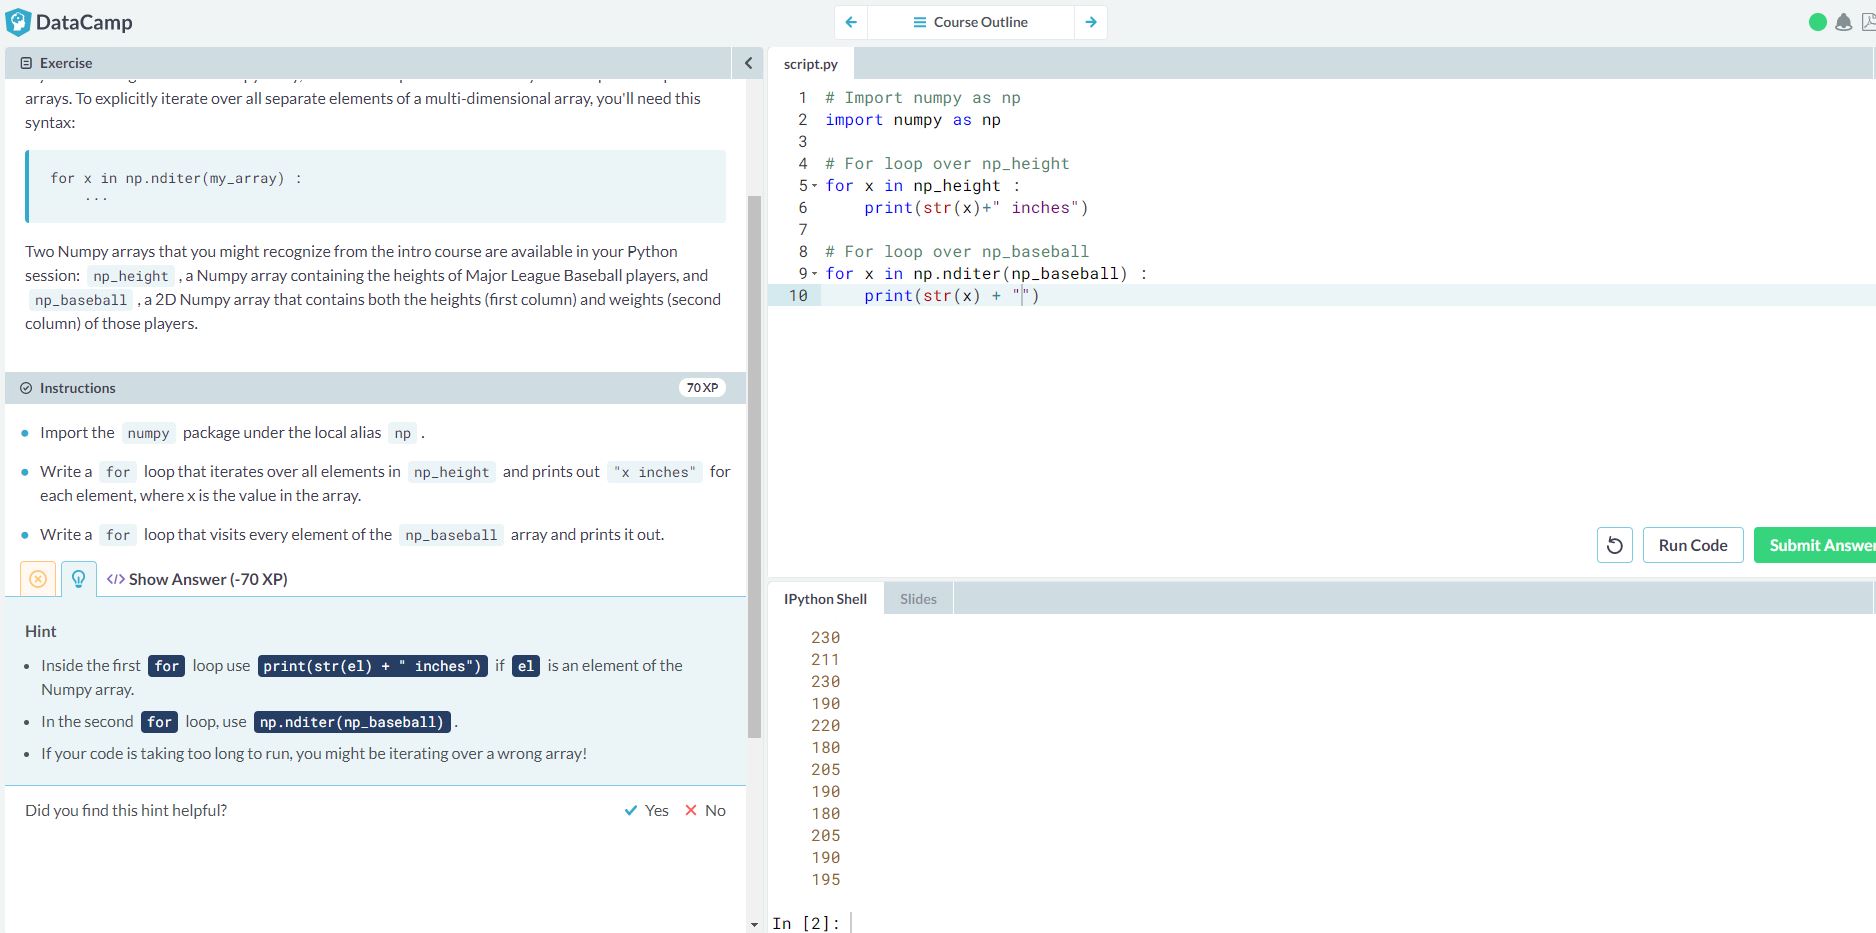 DataCamp
Course Outline
Exercise
arrays. To explicitly iterate over all separate elements of a multi-dimensional array, you'll need this
syntax:
for x in np.nditer(my_array) :
...
Two Numpy arrays that you might recognize from the intro course are available in your Python
session: np_height , a Numpy array containing the heights of Major League Baseball players, and
np_baseball , a 2D Numpy array that contains both the heights (first column) and weights (second
column) of those players.
Instructions
70 XP
Import the numpy package under the local alias np .
Write a for loop that iterates over all elements in np_height and prints out "x inches" for
each element, where x is the value in the array.
Write a for loop that visits every element of the np_baseball array and prints it out.
</> Show Answer (-70 XP)
Hint
Inside the first for loop use print(str(el) + " inches") if el is an element of the
Numpy array.
In the second for loop, use np.nditer(np_baseball) .
If your code is taking too long to run, you might be iterating over a wrong array!
Did you find this hint helpful?
Yes
No
script.py
1 # Import numpy as np
2 import numpy as np
3
4 # For loop over np_height
5 for x in np_height :
6 print(str(x)+" inches")
7
8 # For loop over np_baseball
9 for x in np.nditer(np_baseball) :
10 print(str(x) + "")
Run Code
Submit Answer
IPython Shell
Slides
230
211
230
190
220
180
205
190
180
205
190
195
In [2]: